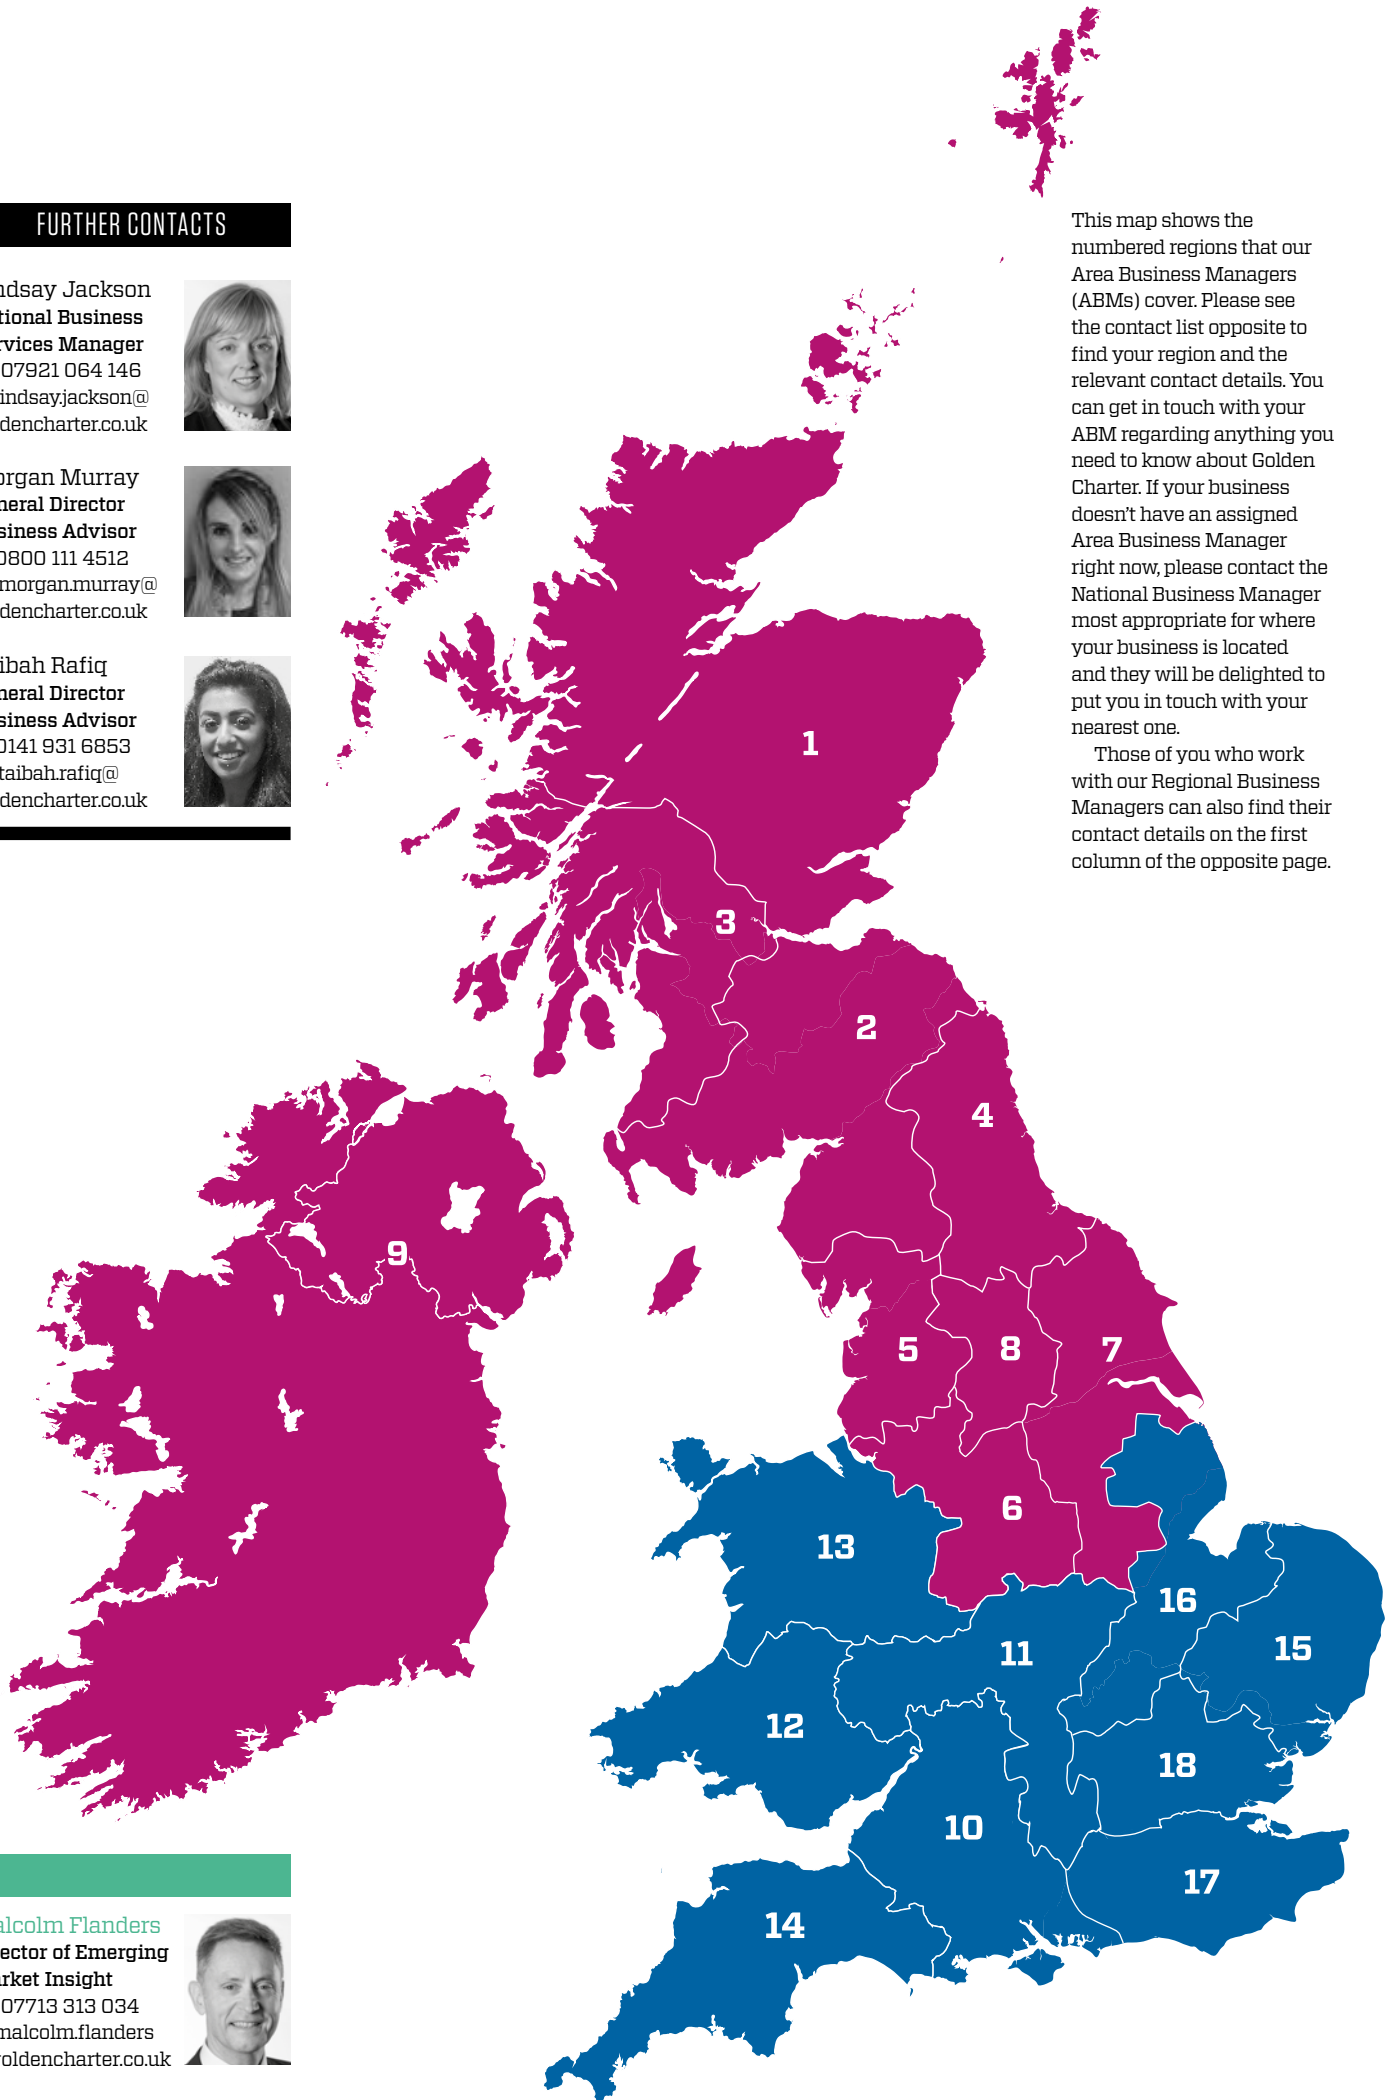 FURTHER CONTACTS
ndsay Jackson
tional Business
rvices Manager
07921 064 146
indsay.jackson@
dencharter.co.uk
organ Murray
neral Director
siness Advisor
0800 111 4512
morgan.murray@
dencharter.co.uk
ibah Rafiq
neral Director
siness Advisor
0141 931 6853
taibah.rafiq@
dencharter.co.uk
alcolm Flanders
ector of Emerging
arket Insight
07713 313 034
malcolm.flanders
oldencharter.co.uk
This map shows the
numbered regions that our
Area Business Managers
(ABMs) cover. Please see
the contact list opposite to
find your region and the
relevant contact details. You
can get in touch with your
ABM regarding anything you
need to know about Golden
Charter. If your business
doesn't have an assigned
Area Business Manager
right now, please contact the
National Business Manager
most appropriate for where
your business is located
and they will be delighted to
put you in touch with your
nearest one.
Those of you who work
with our Regional Business
Managers can also find their
contact details on the first
column of the opposite page.
1
3
2
4
9
5
8
7
6
13
16
15
11
12
18
10
17
14